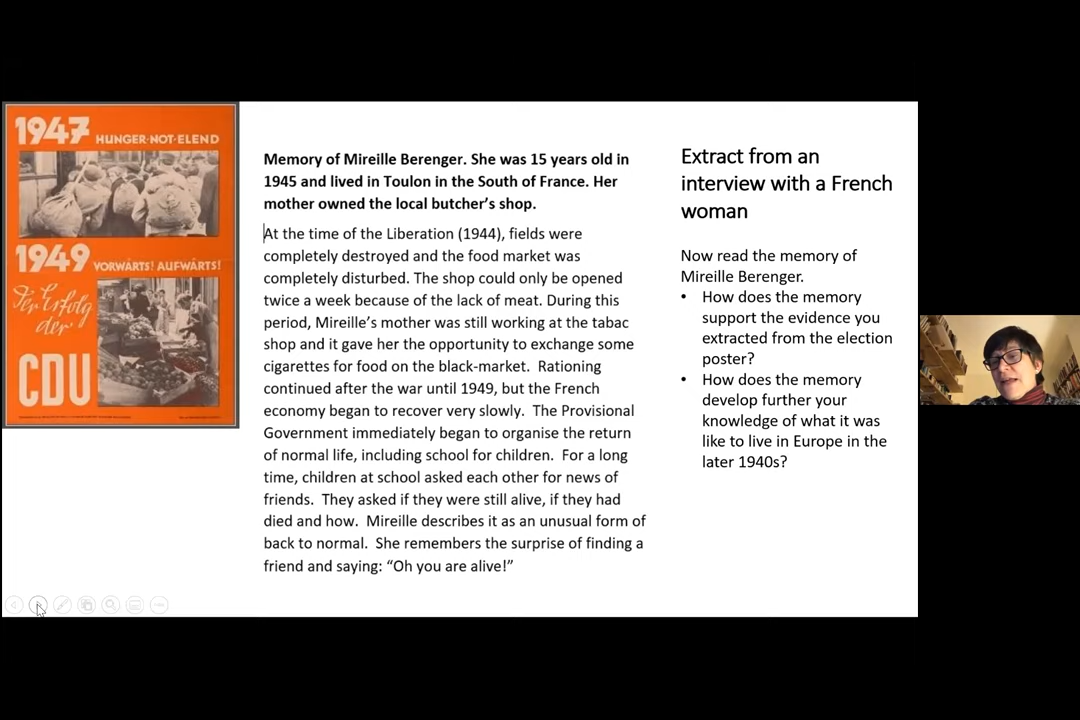 1947 HUNGER·NOT·ELEND
1949 VORWÄRTS! AUFWÄRTS!
Der Erfolg
der
CDU
Memory of Mireille Berenger. She was 15 years old in
1945 and lived in Toulon in the South of France. Her
mother owned the local butcher’s shop.
At the time of the Liberation (1944), fields were
completely destroyed and the food market was
completely disturbed. The shop could only be opened
twice a week because of the lack of meat. During this
period, Mireille’s mother was still working at the tabac
shop and it gave her the opportunity to exchange some
cigarettes for food on the black-market.  Rationing
continued after the war until 1949, but the French
economy began to recover very slowly.  The Provisional
Government immediately began to organise the return
of normal life, including school for children.  For a long
time, children at school asked each other for news of
friends.  They asked if they were still alive, if they had
died and how.  Mireille describes it as an unusual form of
back to normal.  She remembers the surprise of finding a
friend and saying: “Oh you are alive!”
Extract from an
interview with a French
woman
Now read the memory of
Mireille Berenger.
• How does the memory
support the evidence you
extracted from the election
poster?
• How does the memory
develop further your
knowledge of what it was
like to live in Europe in the
later 1940s?